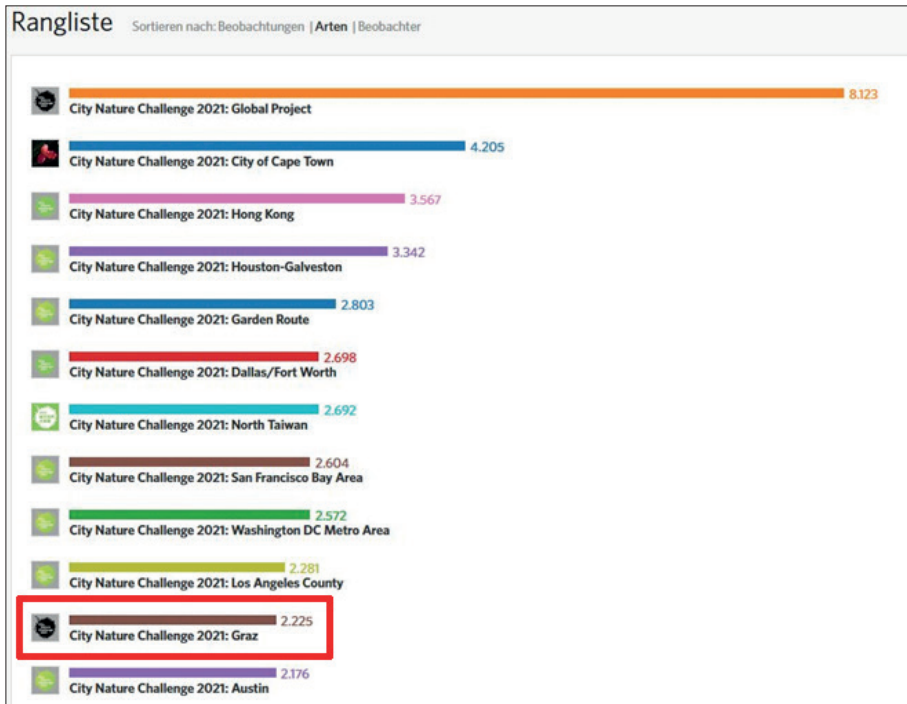 Rangliste Sortieren nach: Beobachtungen | Arten | Beobachter
8.123
City Nature Challenge 2021: Global Project
4.205
City Nature Challenge 2021: City of Cape Town
3.567
City Nature Challenge 2021: Hong Kong
3.342
City Nature Challenge 2021: Houston-Galveston
2.803
City Nature Challenge 2021: Garden Route
2.698
City Nature Challenge 2021: Dallas/Fort Worth
2.692
City Nature Challenge 2021: North Taiwan
2.604
City Nature Challenge 2021: San Francisco Bay Area
2.572
City Nature Challenge 2021: Washington DC Metro Area
2.281
City Nature Challenge 2021: Los Angeles County
2.225
City Nature Challenge 2021: Graz
2.176
City Nature Challenge 2021: Austin